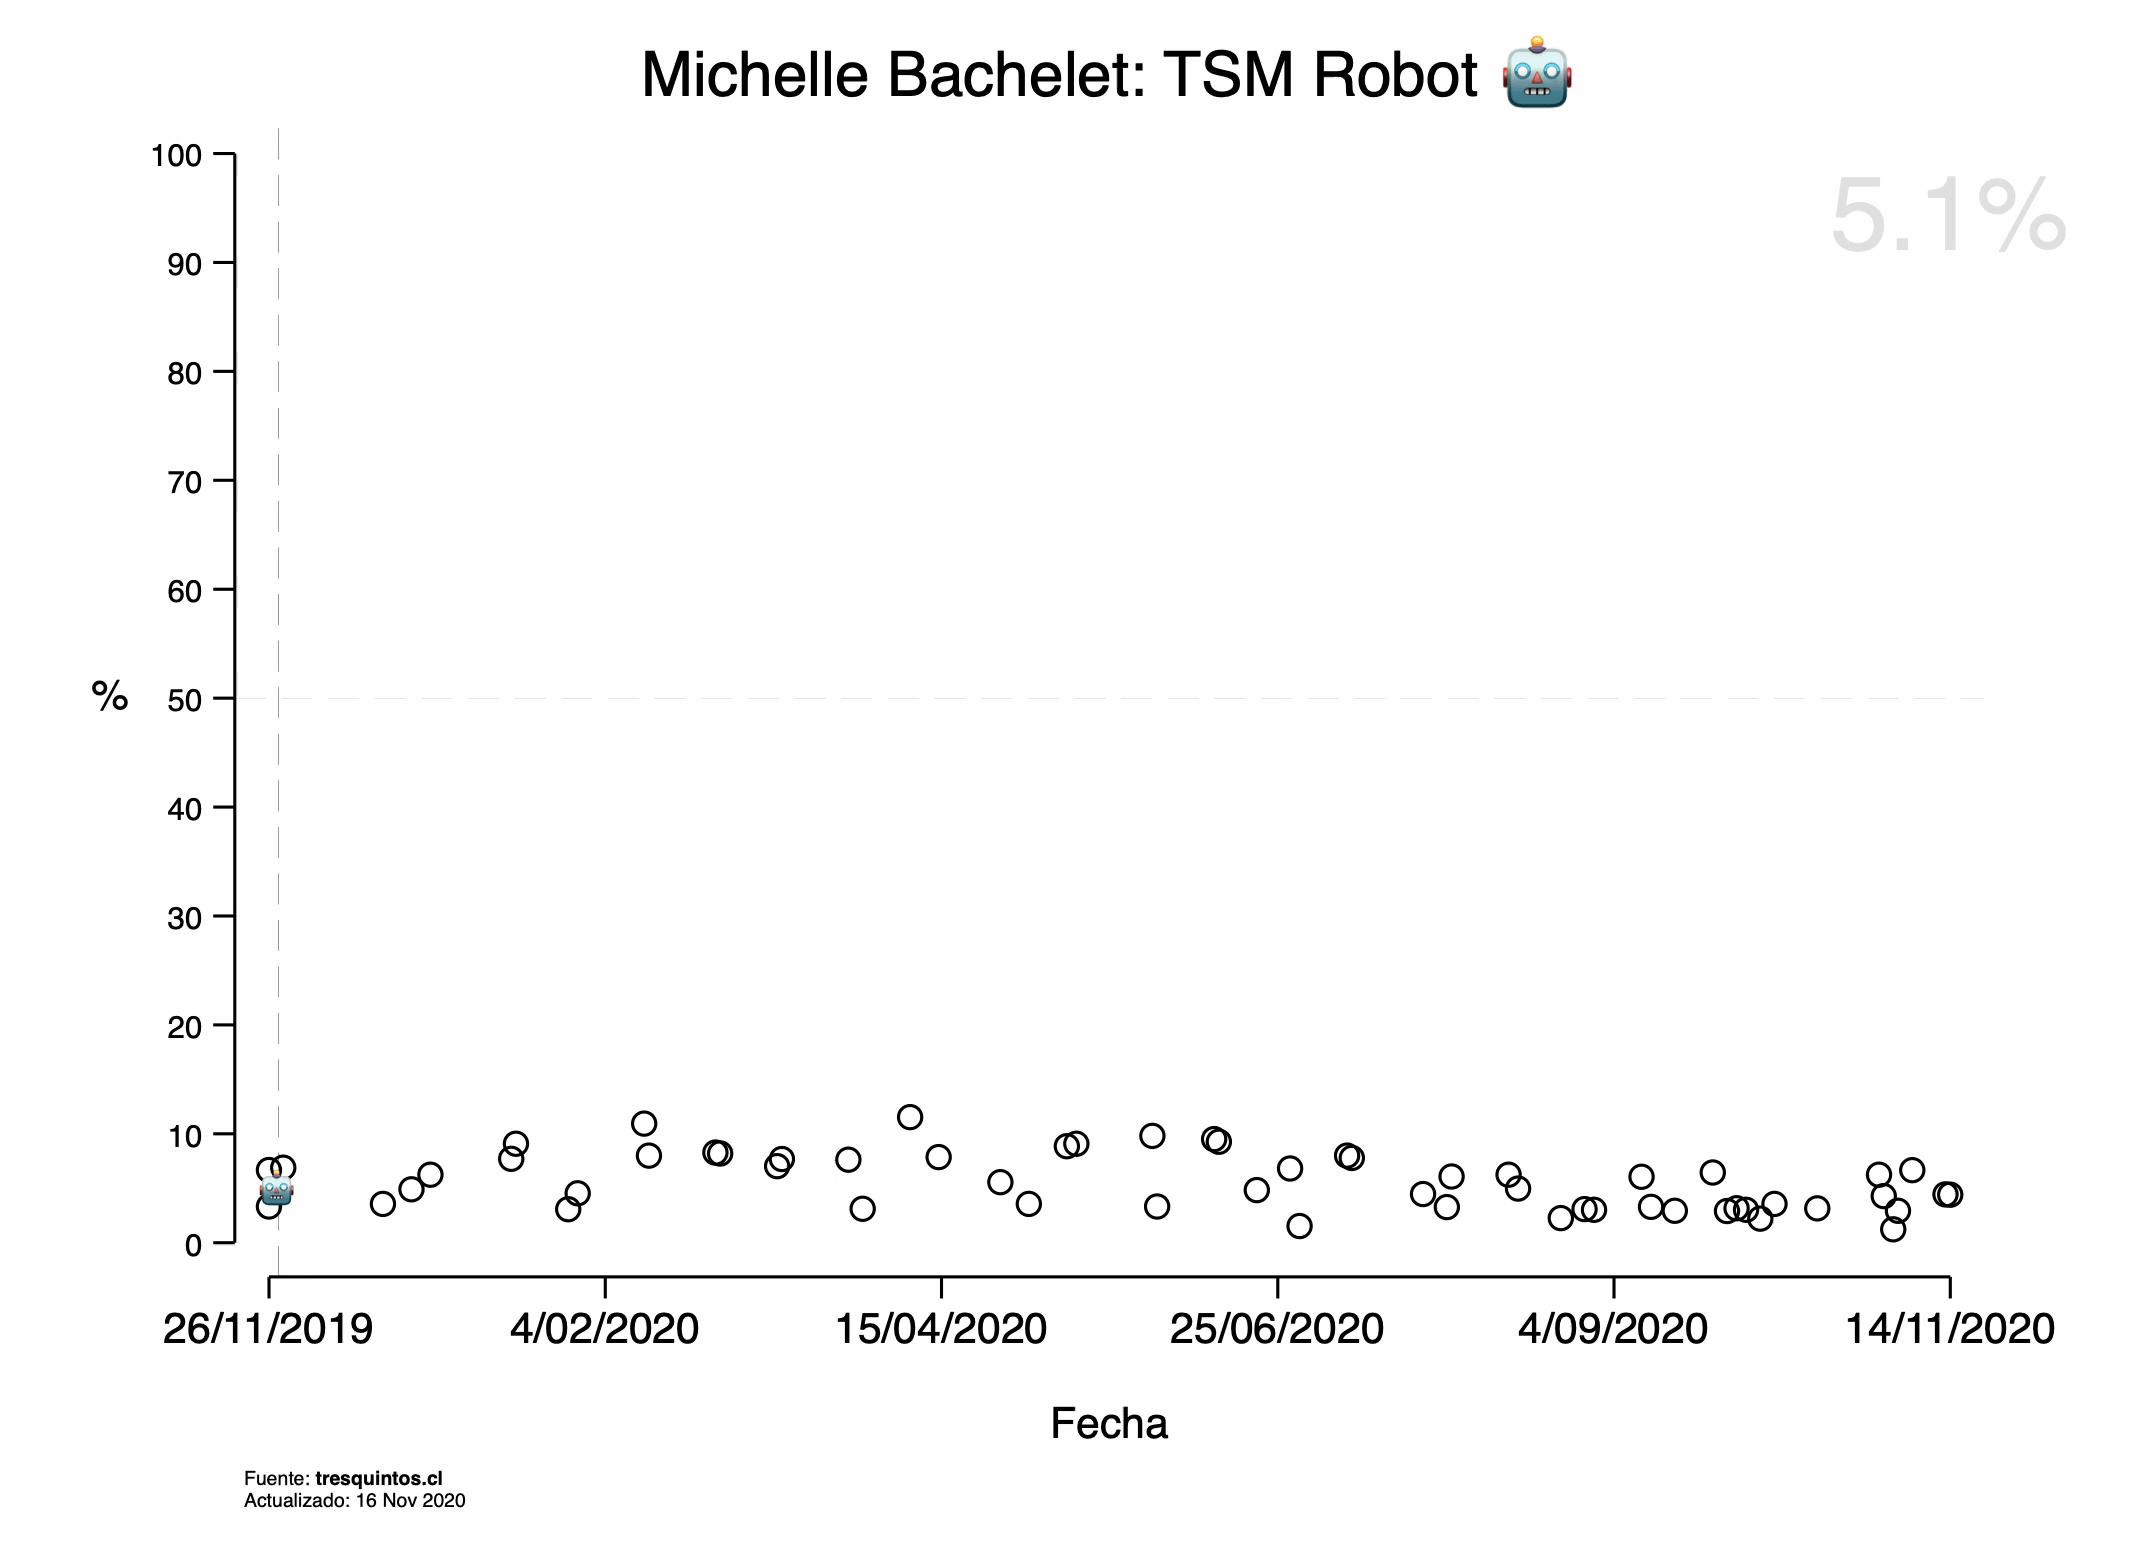 Michelle Bachelet: TSM Robot 🤖
5.1%
100
90
80
70
60
50
40
30
20
10
0
%
26/11/2019 4/02/2020 15/04/2020 25/06/2020 4/09/2020 14/11/2020
Fecha
Fuente: tresquintos.cl
Actualizado: 16 Nov 2020